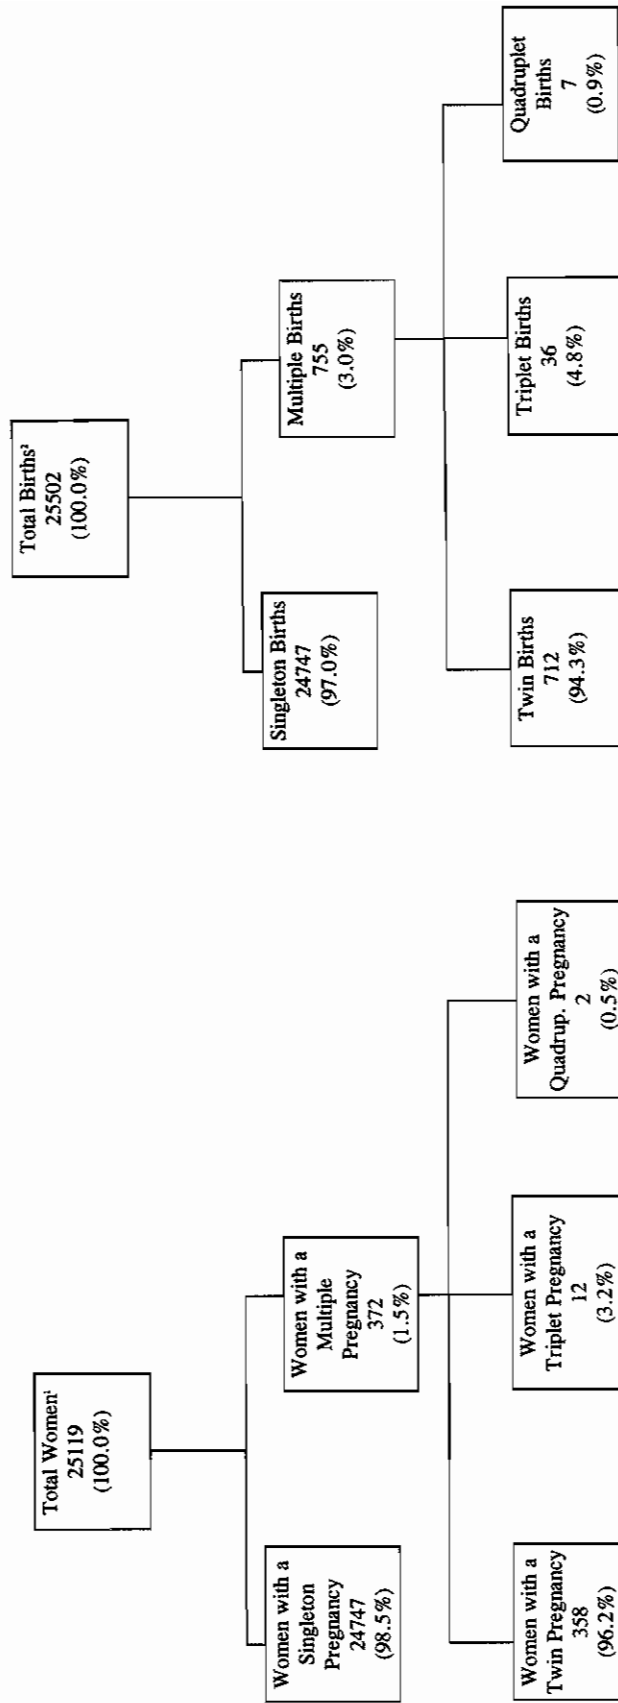 Total Women¹
25119
(100.0%)
Women with a
Singleton
Pregnancy
24747
(98.5%)
Women with a
Multiple
Pregnancy
372
(1.5%)
Women with a
Twin Pregnancy
358
(96.2%)
Women with a
Triplet Pregnancy
12
(3.2%)
Women with a
Quadrup. Pregnancy
2
(0.5%)
Total Births²
25502
(100.0%)
Singleton Births
24747
(97.0%)
Multiple Births
755
(3.0%)
Twin Births
712
(94.3%)
Triplet Births
36
(4.8%)
Quadruplet
Births
7
(0.9%)